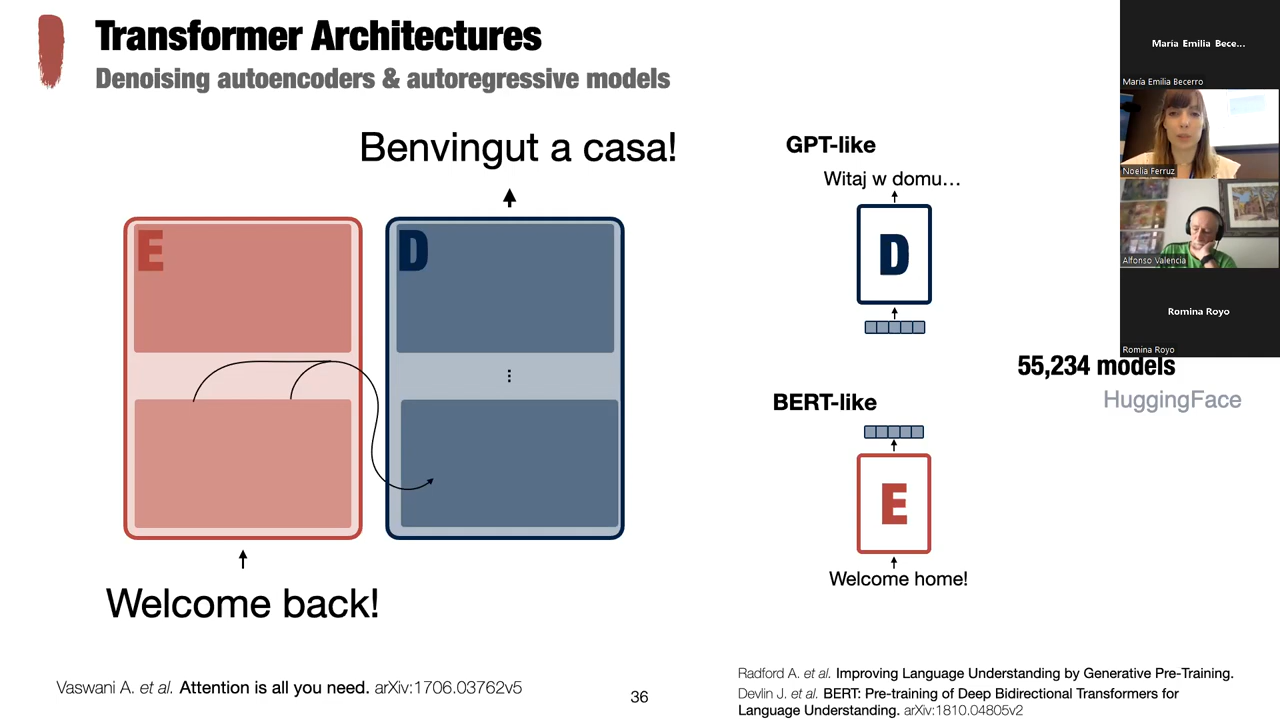 Transformer Architectures
Denoising autoencoders & autoregressive models
Benvingut a casa!
E
D
⋮
Welcome back!
Vaswani A. et al. Attention is all you need. arXiv:1706.03762v5
36
GPT-like
Witaj w domu…
D
BERT-like
E
Welcome home!
55,234 models
HuggingFace
Radford A. et al. Improving Language Understanding by Generative Pre-Training.
Devlin J. et al. BERT: Pre-training of Deep Bidirectional Transformers for
Language Understanding. arXiv:1810.04805v2
Maria Emilia Bece...
María Emilia Becerro
Noelia Ferruz
Alfonso Valencia
Romina Royo
Romina Royo